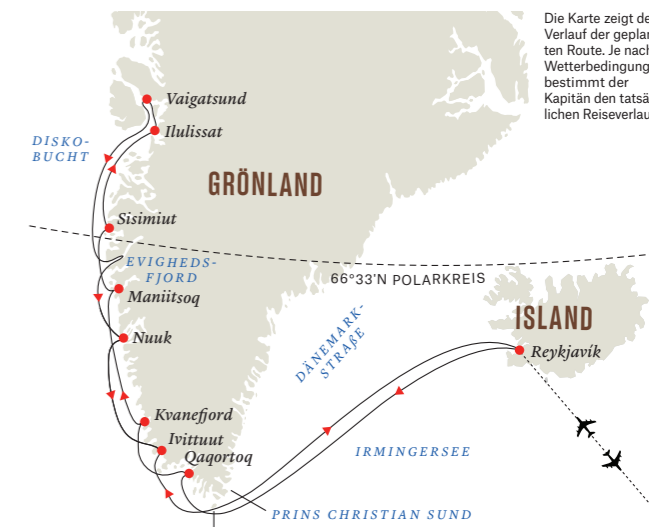 Die Karte zeigt de
Verlauf der geplan
ten Route. Je nach
Wetterbedingung
bestimmt der
Kapitän den tatsä
lichen Reiseverlau
Vaigatsund
Ilulissat
DISKO-
BUCHT
GRÖNLAND
Sisimiut
EVIGHEDS-
FJORD
66°33'N POLARKREIS
Maniitsoq
ISLAND
DÄNEMARK-
STRAßE
Nuuk
Reykjavík
Kvanefjord
Ivittuut
Qaqortoq
IRMINGERSEE
PRINS CHRISTIAN SUND